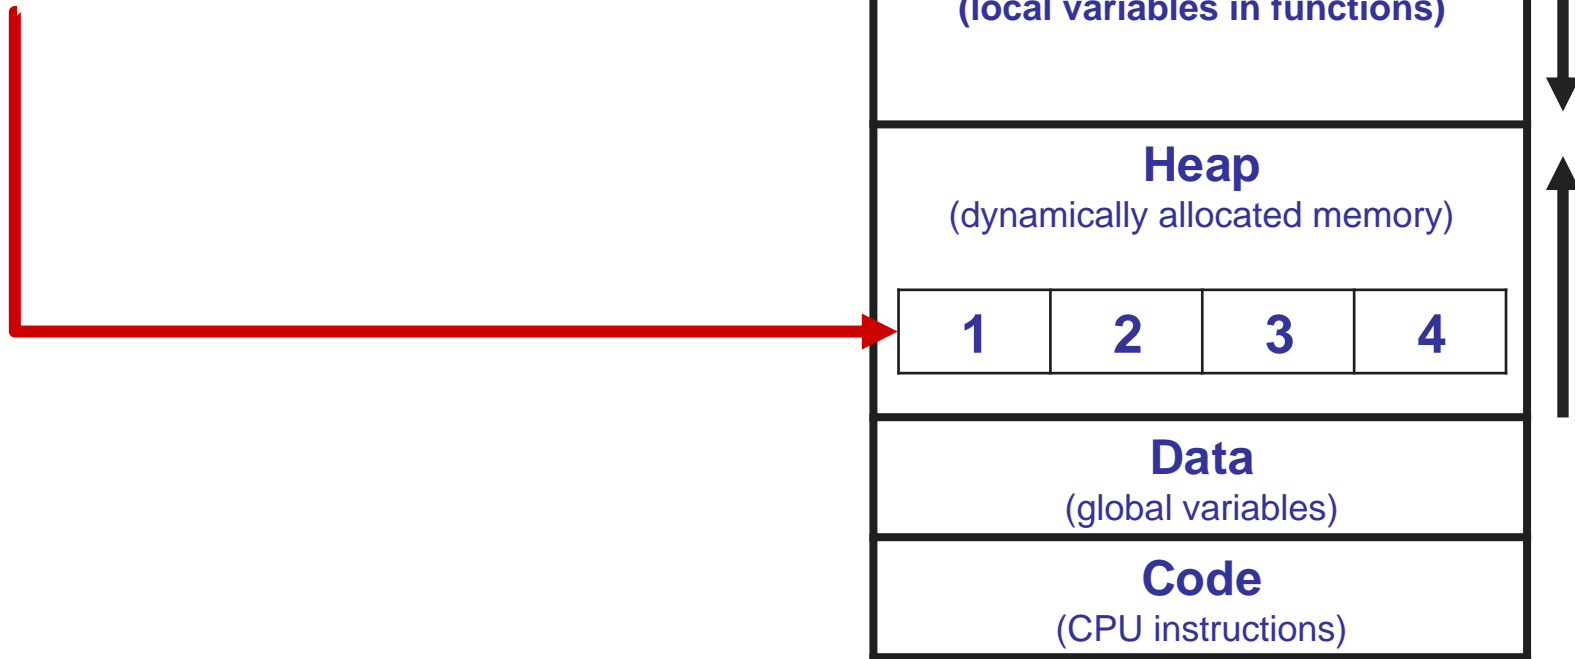 (local variables in functions)
Heap
(dynamically allocated memory)
1 2 3 4
Data
(global variables)
Code
(CPU instructions)